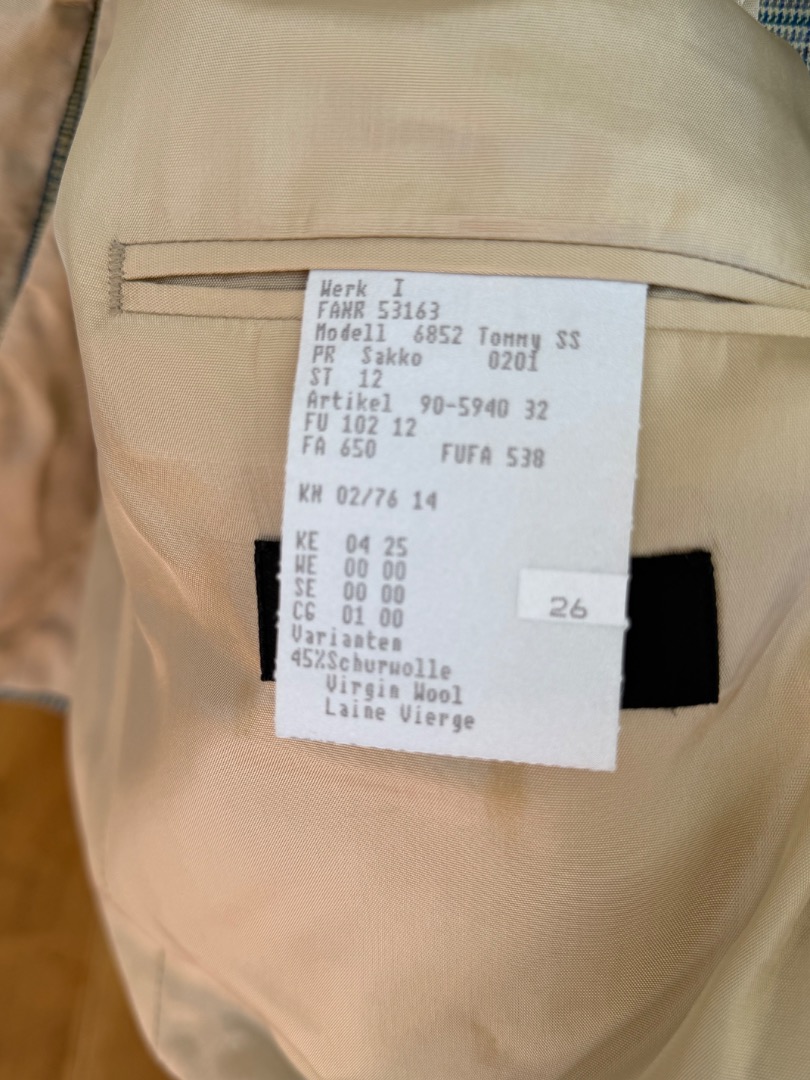 Werk I
FANR 53163
Modell 6852 Tommy SS
PR Sakko 0201
ST 12
Artikel 90-5940 32
FU 102 12
FA 650 FUFA 538
KH 02/76 14
KE 04 25
WE 00 00
SE 00 00
CG 01 00
26
Varianten
45%Schurwolle
Virgin Wool
Laine Vierge